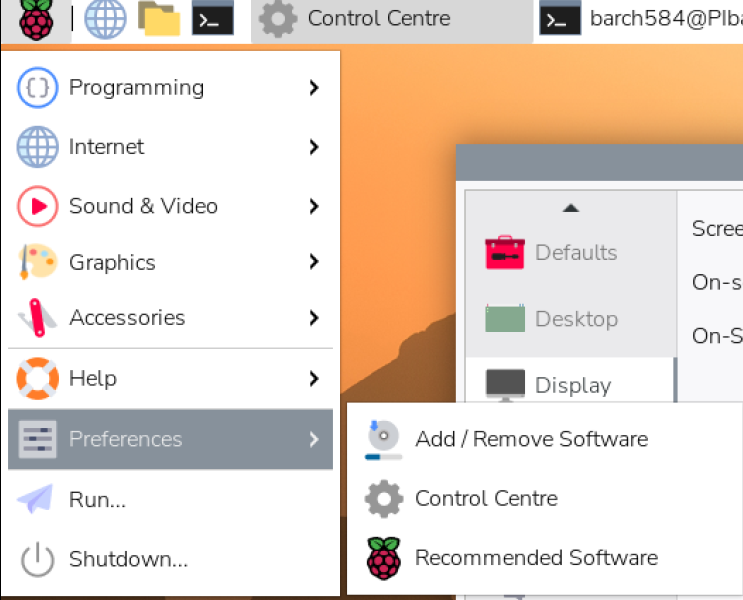 Control Centre
barch584@PIba
Programming
Internet
Sound & Video
Graphics
Accessories
Help
Preferences
Run...
Shutdown...
Defaults
Desktop
Display
Scree
On-s
On-S
Add / Remove Software
Control Centre
Recommended Software